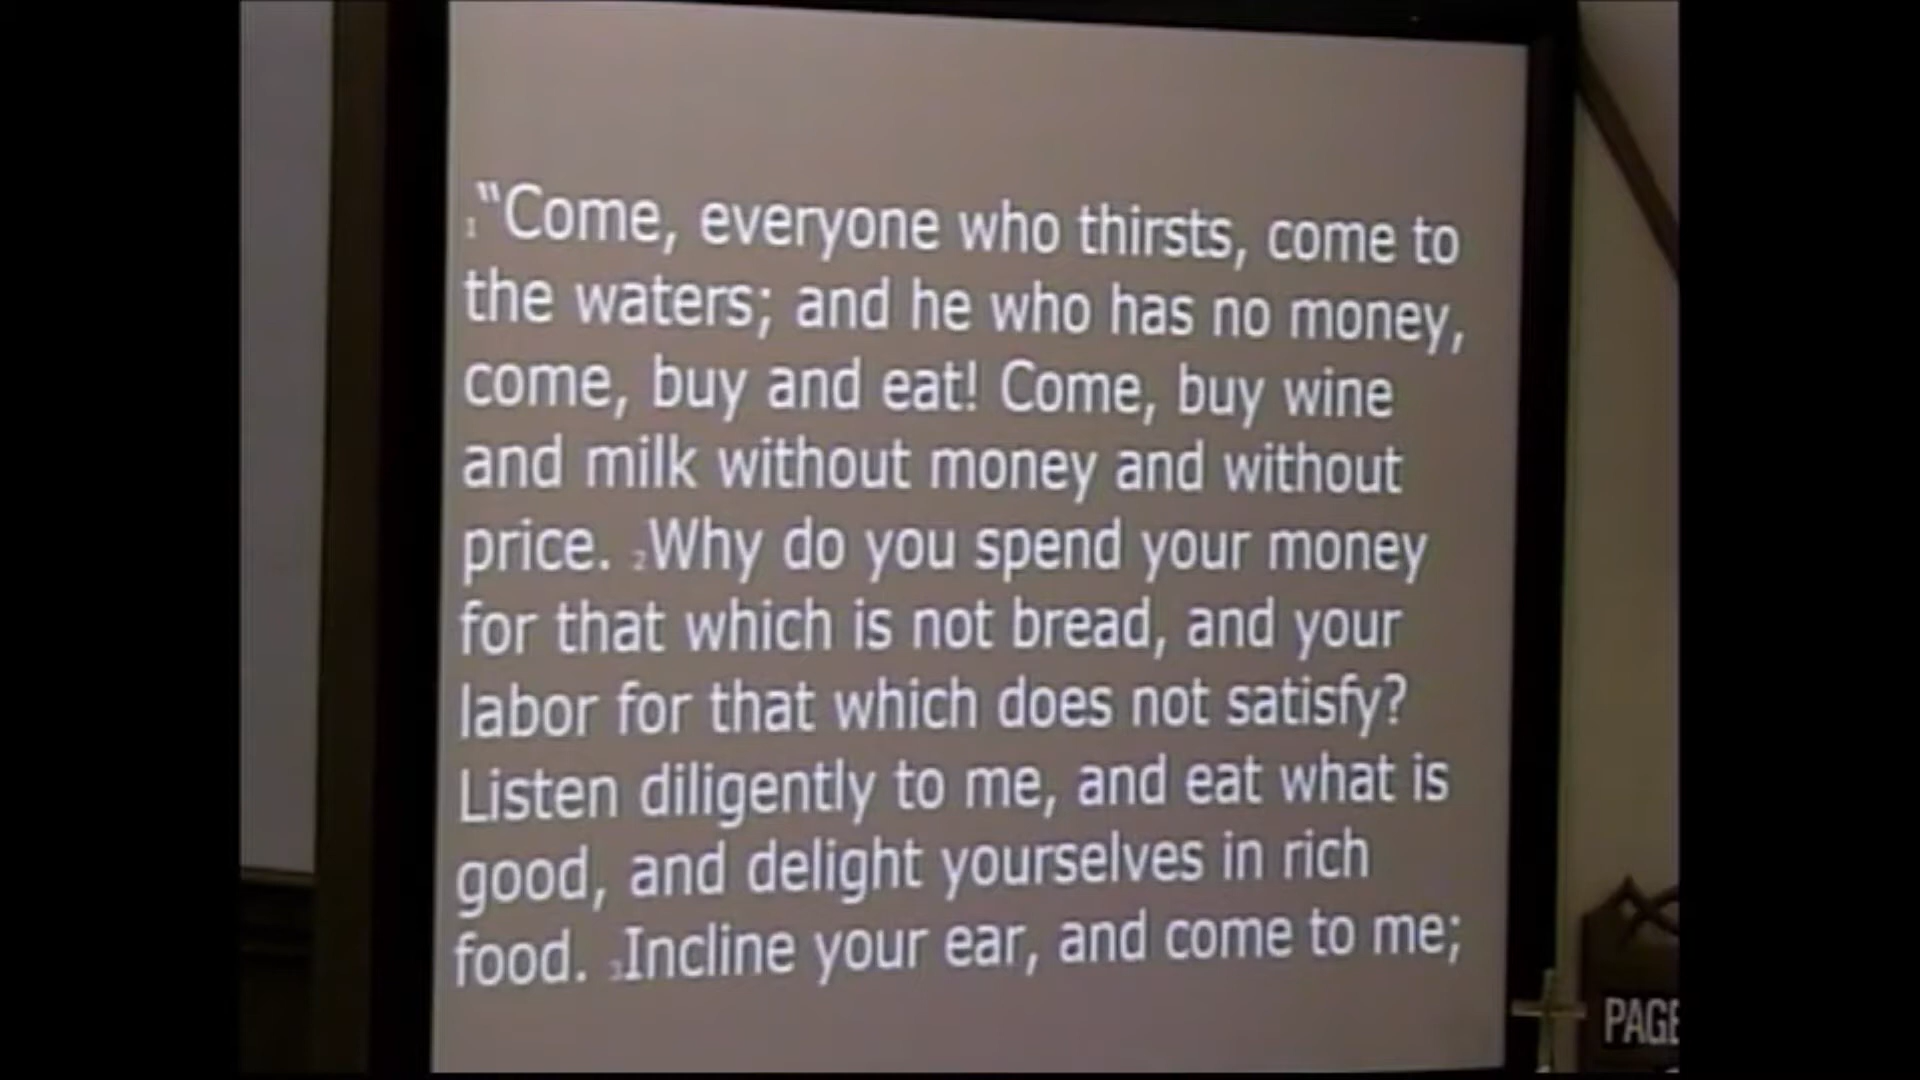 1 “Come, everyone who thirsts, come to
the waters; and he who has no money,
come, buy and eat! Come, buy wine
and milk without money and without
price. 2 Why do you spend your money
for that which is not bread, and your
labor for that which does not satisfy?
Listen diligently to me, and eat what is
good, and delight yourselves in rich
food. 3 Incline your ear, and come to me;
PAGE